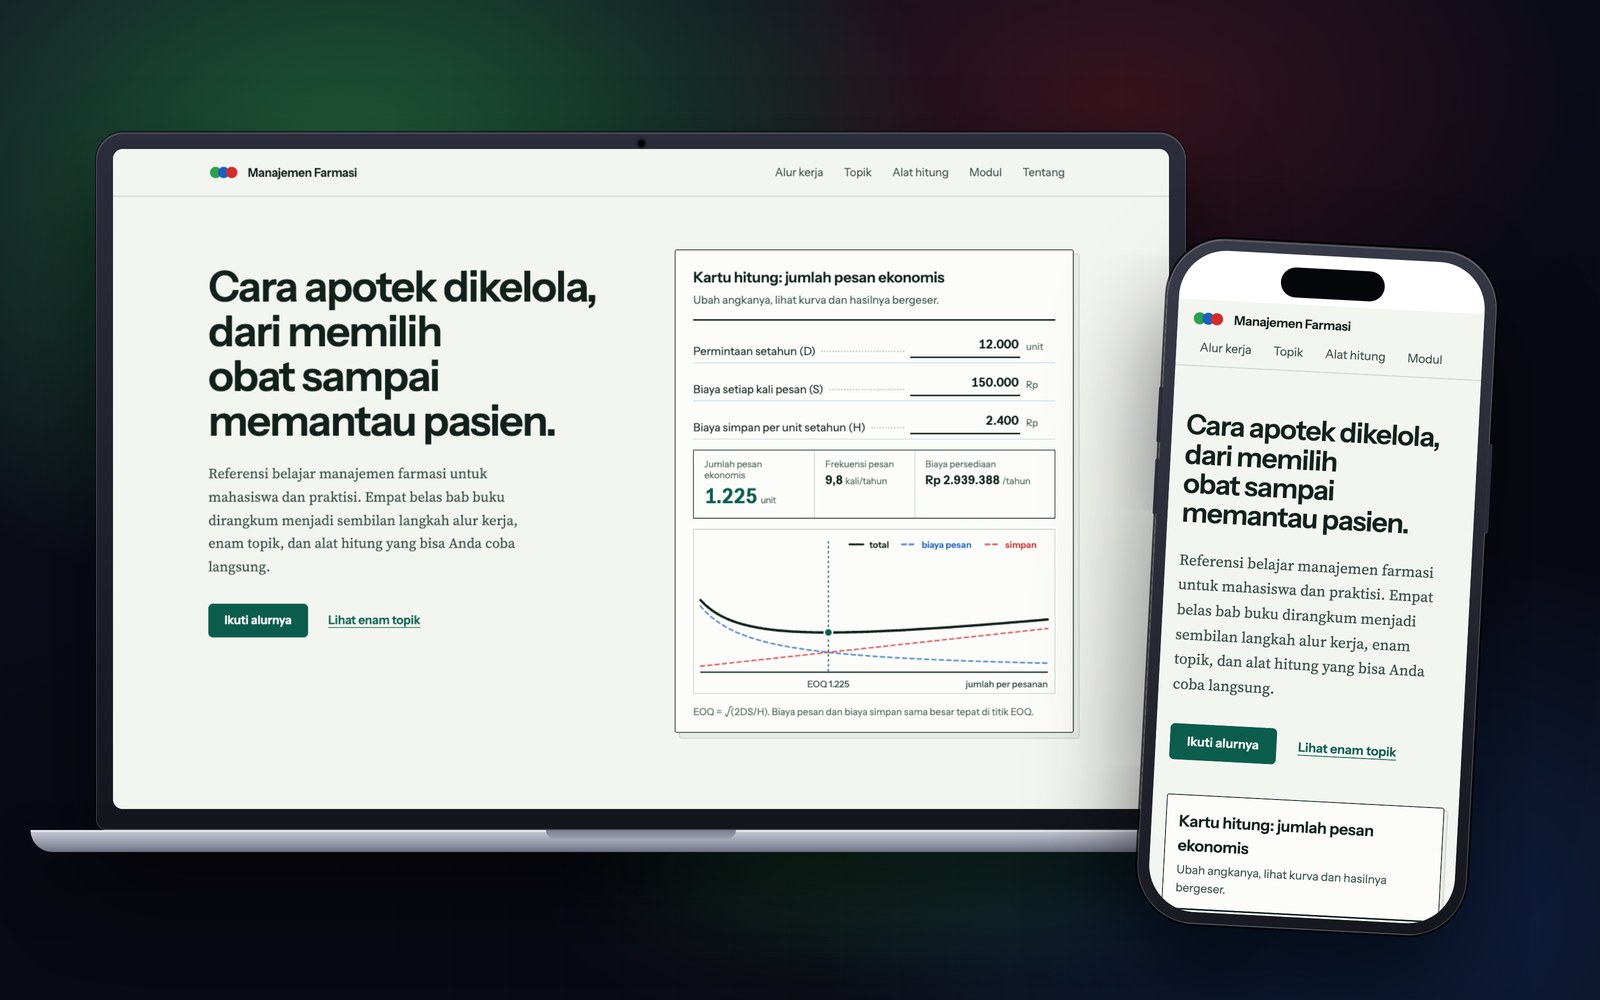 Manajemen Farmasi
Alur kerja Topik Alat hitung Modul Tentang
Cara apotek dikelola,
dari memilih
obat sampai
memantau pasien.
Referensi belajar manajemen farmasi untuk
mahasiswa dan praktisi. Empat belas bab buku
dirangkum menjadi sembilan langkah alur kerja,
enam topik, dan alat hitung yang bisa Anda coba
langsung.
Ikuti alurnya Lihat enam topik
Kartu hitung: jumlah pesan ekonomis
Ubah angkanya, lihat kurva dan hasilnya bergeser.
Permintaan setahun (D) 12.000 unit
Biaya setiap kali pesan (S) 150.000 Rp
Biaya simpan per unit setahun (H) 2.400 Rp
Jumlah pesan
ekonomis
1.225 unit
Frekuensi pesan
9,8 kali/tahun
Biaya persediaan
Rp 2.939.388 /tahun
total biaya pesan simpan
EOQ 1.225 jumlah per pesanan
EOQ = √(2DS/H). Biaya pesan dan biaya simpan sama besar tepat di titik EOQ.
Manajemen Farmasi
Alur kerja Topik Alat hitung Modul
Cara apotek dikelola,
dari memilih
obat sampai
memantau pasien.
Referensi belajar manajemen farmasi
untuk mahasiswa dan praktisi. Empat
belas bab buku dirangkum menjadi
sembilan langkah alur kerja, enam
topik, dan alat hitung yang bisa Anda
coba langsung.
Ikuti alurnya Lihat enam topik
Kartu hitung: jumlah pesan
ekonomis
Ubah angkanya, lihat kurva dan hasilnya
bergeser.